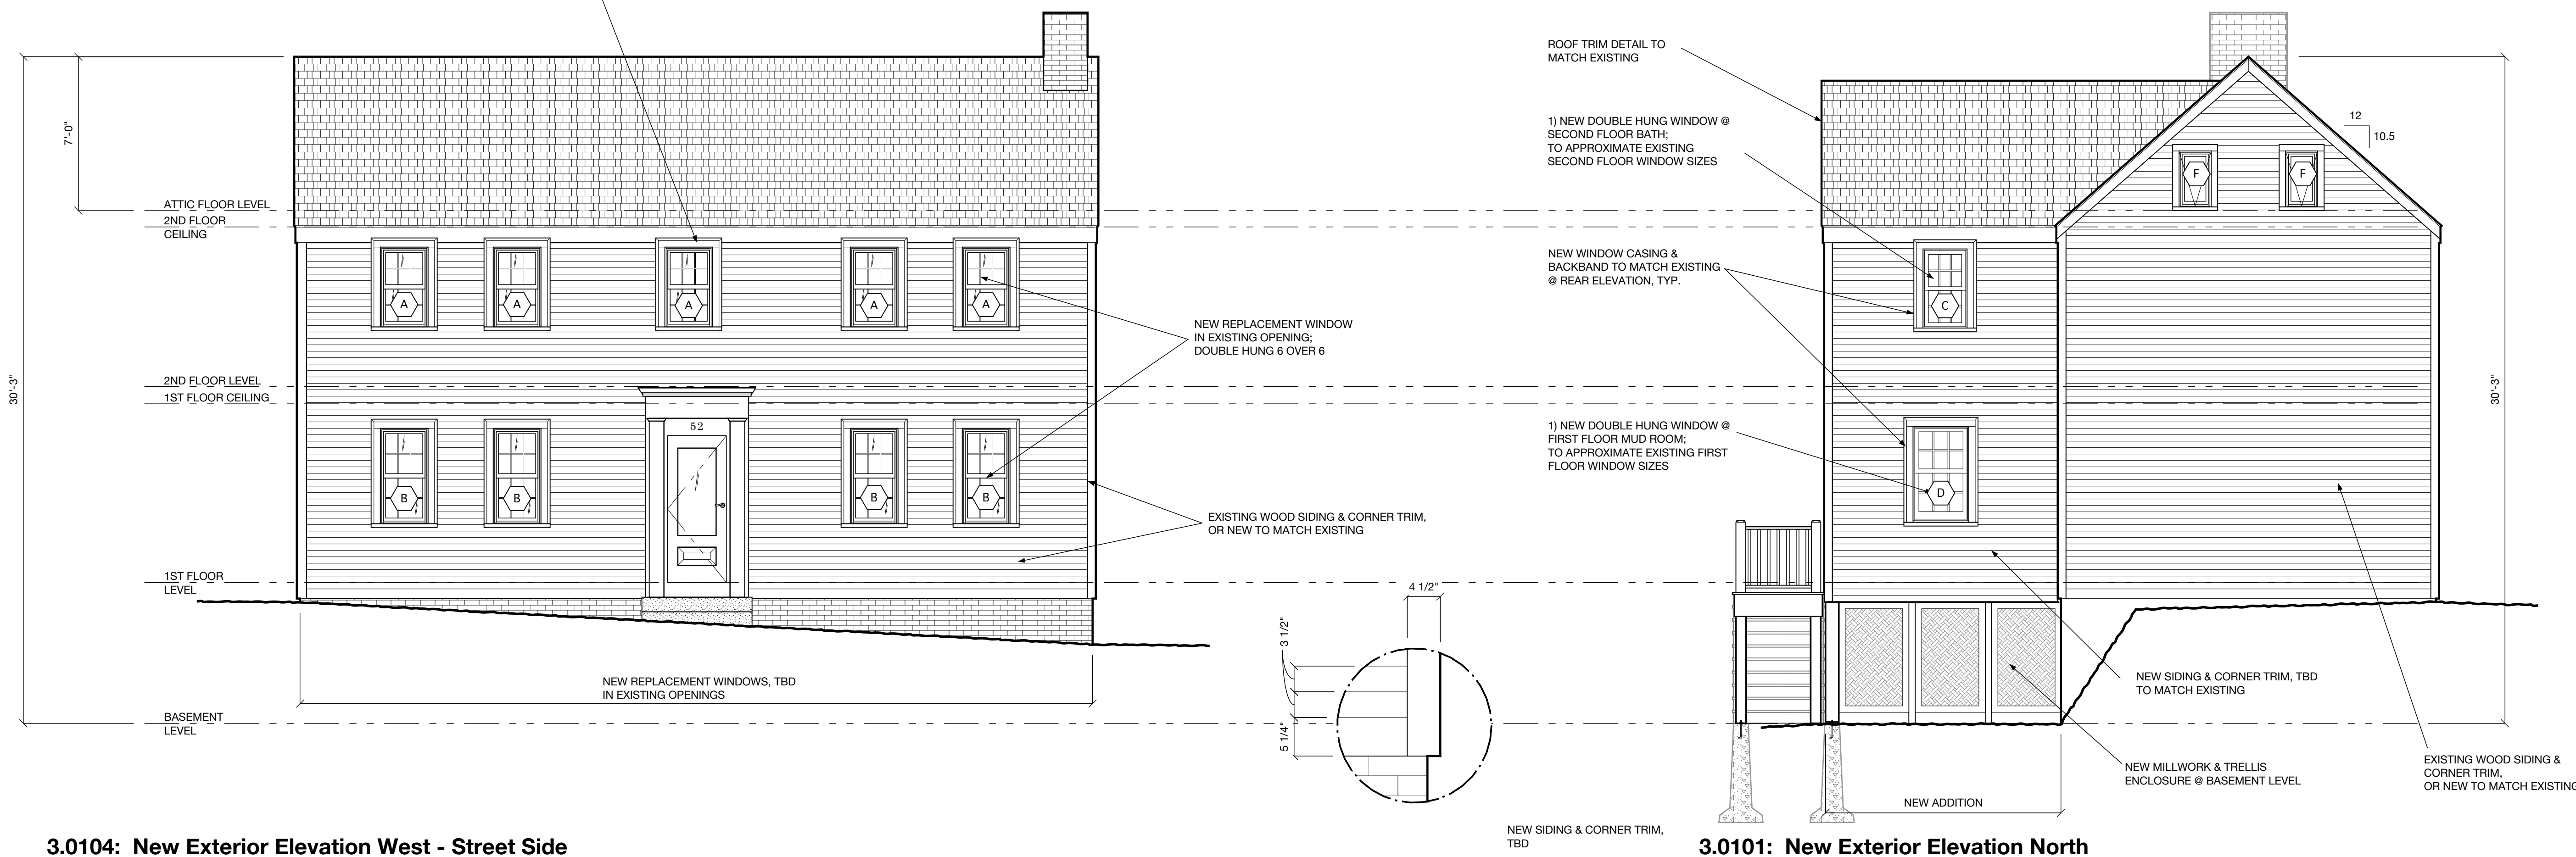 7'-0"
30'-3"
ATTIC FLOOR LEVEL
2ND FLOOR
CEILING
A
A
A
A
A
2ND FLOOR LEVEL
1ST FLOOR CEILING
52
B
B
B
B
1ST FLOOR
LEVEL
BASEMENT
LEVEL
NEW REPLACEMENT WINDOW
IN EXISTING OPENING;
DOUBLE HUNG 6 OVER 6
EXISTING WOOD SIDING & CORNER TRIM,
OR NEW TO MATCH EXISTING
NEW REPLACEMENT WINDOWS, TBD
IN EXISTING OPENINGS
3.0104: New Exterior Elevation West - Street Side
4 1/2"
3 1/2"
5 1/4"
NEW SIDING & CORNER TRIM,
TBD
ROOF TRIM DETAIL TO
MATCH EXISTING
1) NEW DOUBLE HUNG WINDOW @
SECOND FLOOR BATH;
TO APPROXIMATE EXISTING
SECOND FLOOR WINDOW SIZES
NEW WINDOW CASING &
BACKBAND TO MATCH EXISTING
@ REAR ELEVATION, TYP.
1) NEW DOUBLE HUNG WINDOW @
FIRST FLOOR MUD ROOM;
TO APPROXIMATE EXISTING FIRST
FLOOR WINDOW SIZES
12
10.5
F
F
C
D
30'-3"
NEW SIDING & CORNER TRIM, TBD
TO MATCH EXISTING
NEW MILLWORK & TRELLIS
ENCLOSURE @ BASEMENT LEVEL
EXISTING WOOD SIDING &
CORNER TRIM,
OR NEW TO MATCH EXISTING
NEW ADDITION
3.0101: New Exterior Elevation North